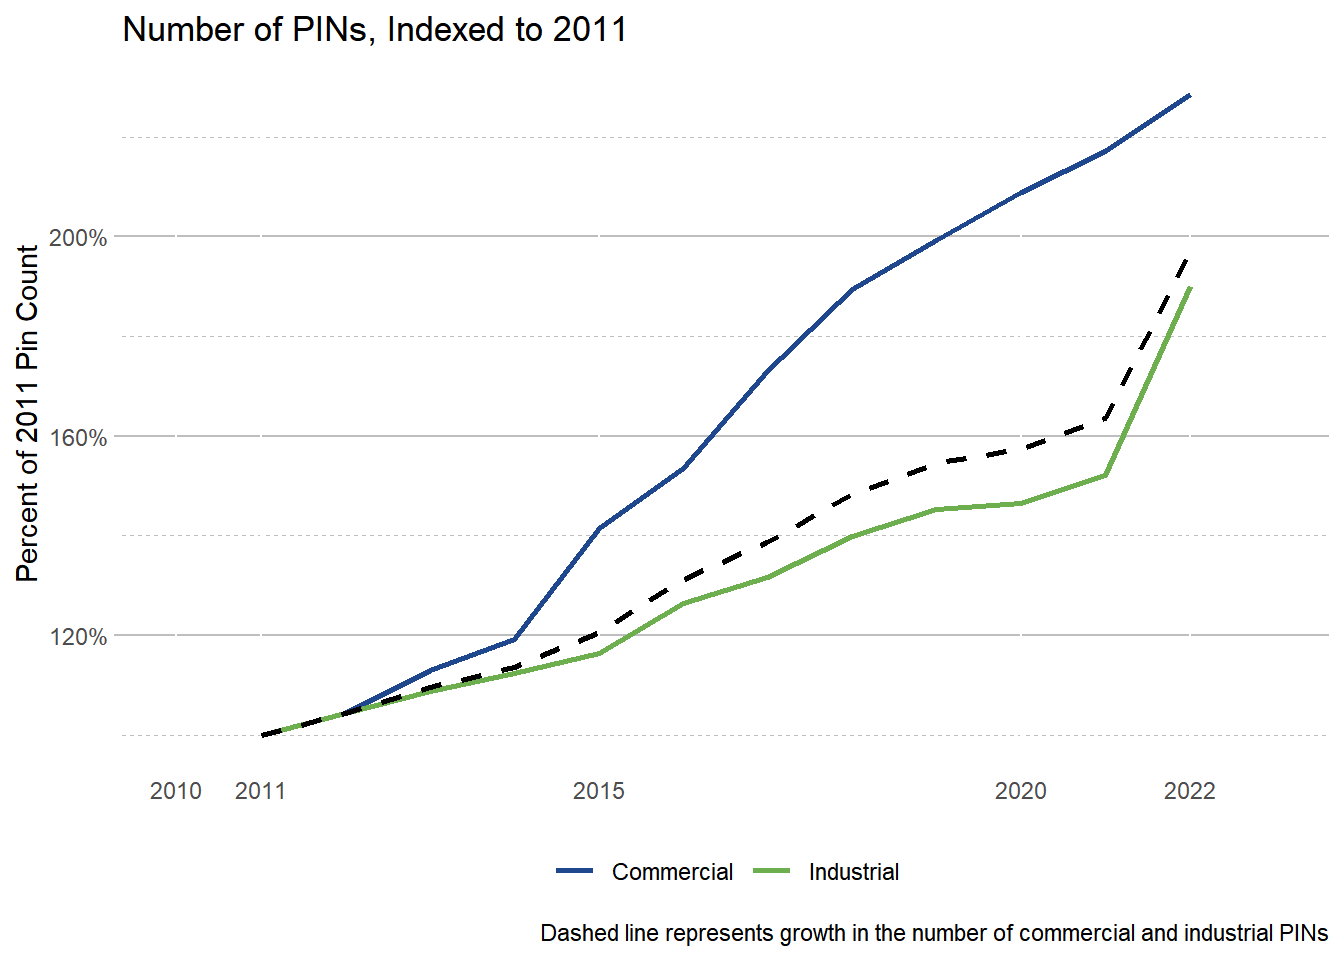 Number of PINs, Indexed to 2011
Percent of 2011 Pin Count
200%
160%
120%
2010 2011 2015 2020 2022
Commercial Industrial
Dashed line represents growth in the number of commercial and industrial PINs